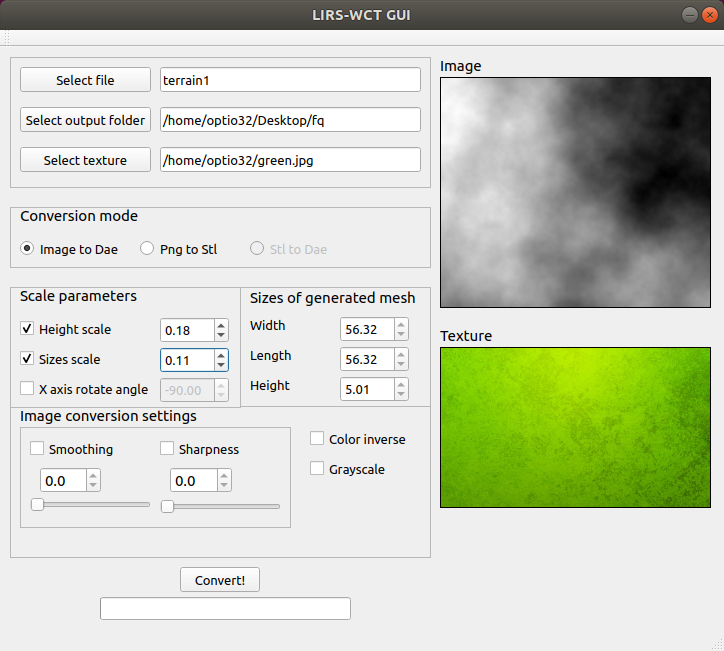 LIRS-WCT GUI
Select file
terrain1
Select output folder
/home/optio32/Desktop/fq
Select texture
/home/optio32/green.jpg
Conversion mode
Image to Dae
Png to Stl
Stl to Dae
Scale parameters
Height scale
0.18
Sizes scale
0.11
X axis rotate angle
-90.00
Sizes of generated mesh
Width
56.32
Length
56.32
Height
5.01
Image conversion settings
Smoothing
Sharpness
0.0
0.0
Color inverse
Grayscale
Convert!
Image
Texture